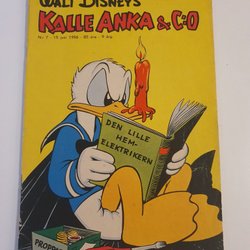 WALT DISNEY'S
KALLE ANKA & C:O
DEN LILLE
HEM-
ELEKTRIKERN